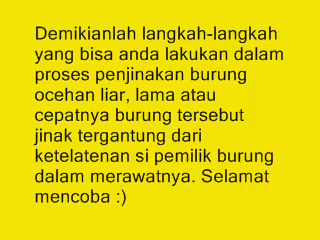 Demikianlah langkah-langkah
yang bisa anda lakukan dalam
proses penjinakan burung
ocehan liar, lama atau
cepatnya burung tersebut
jinak tergantung dari
ketelatenan si pemilik burung
dalam merawatnya. Selamat
mencoba :)